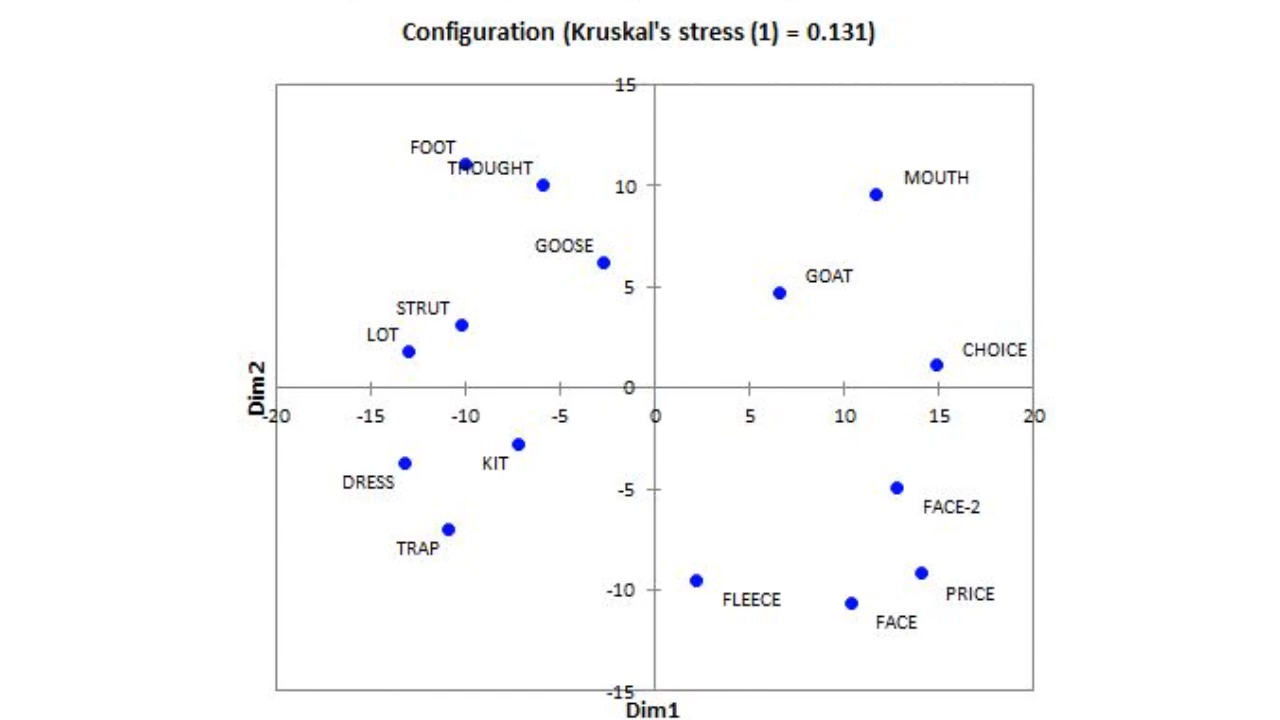 Configuration (Kruskal's stress (1) = 0.131)
15
FOOT
THOUGHT
MOUTH
10
GOOSE
GOAT
5
STRUT
LOT
CHOICE
Dim2
0
-20 -15 -10 -5 0 5 10 15 20
KIT
DRESS
-5
FACE-2
TRAP
-10
FLEECE
PRICE
FACE
-15
Dim1